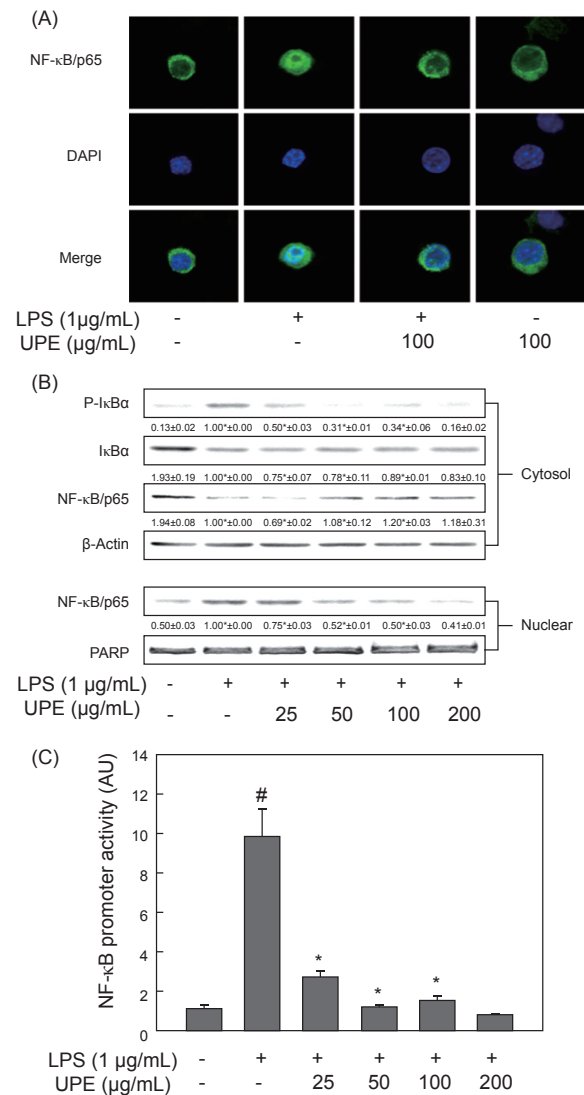 (A)
NF-κB/p65
DAPI
Merge
LPS (1µg/mL) - + + -
UPE (µg/mL) - - 100 100
(B)
P-IκBα
0.13±0.02 1.00*±0.00 0.50*±0.03 0.31*±0.01 0.34*±0.06 0.16±0.02
IκBα
1.93±0.19 1.00*±0.00 0.75*±0.07 0.78*±0.11 0.89*±0.01 0.83±0.10
Cytosol
NF-κB/p65
1.94±0.08 1.00*±0.00 0.69*±0.02 1.08*±0.12 1.20*±0.03 1.18±0.31
β-Actin
NF-κB/p65
0.50±0.03 1.00*±0.00 0.75*±0.03 0.52*±0.01 0.50*±0.03 0.41±0.01
Nuclear
PARP
LPS (1 µg/mL) - + + + + +
UPE (µg/mL) - - 25 50 100 200
(C)
NF-κB promoter activity (AU)
14
12
10
8
6
4
2
0
#
* * *
LPS (1 µg/mL) - + + + + +
UPE (µg/mL) - - 25 50 100 200